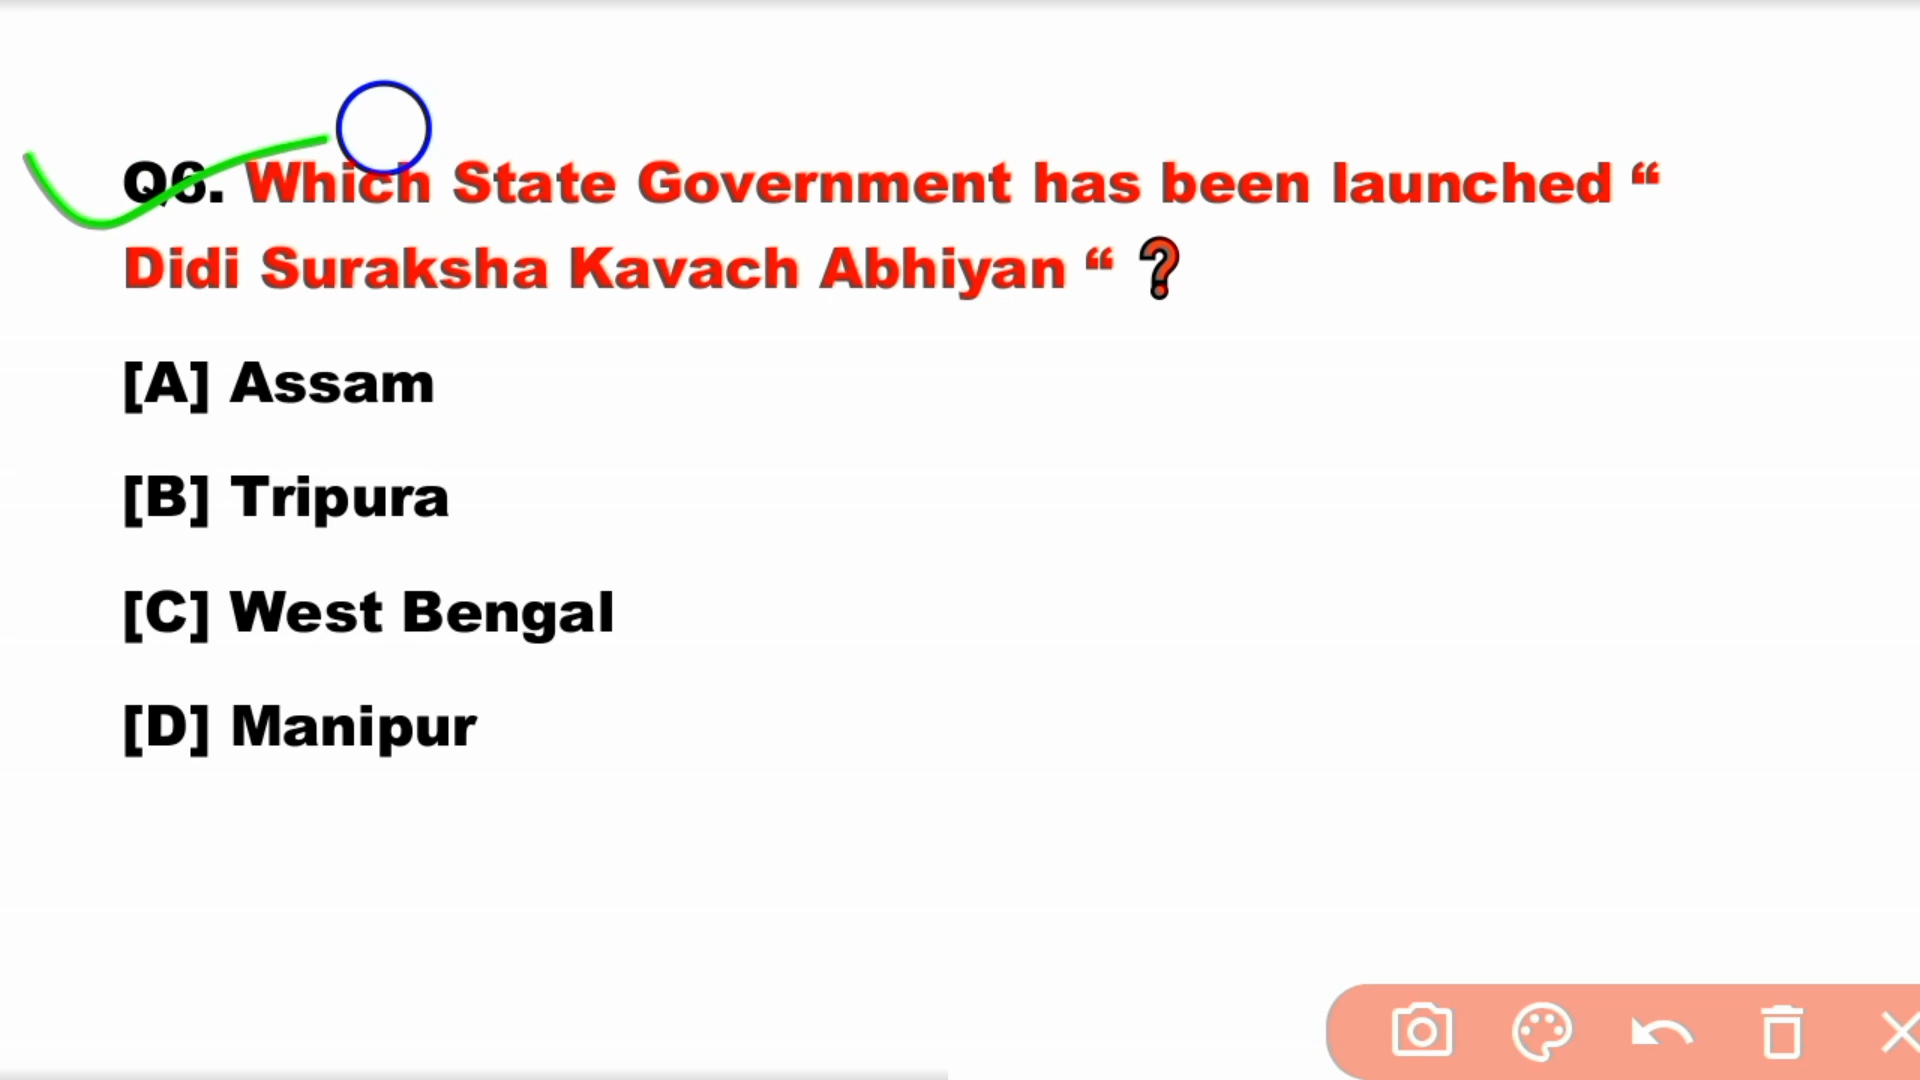 Q6. Which State Government has been launched “
Didi Suraksha Kavach Abhiyan “ ❓
[A] Assam
[B] Tripura
[C] West Bengal
[D] Manipur